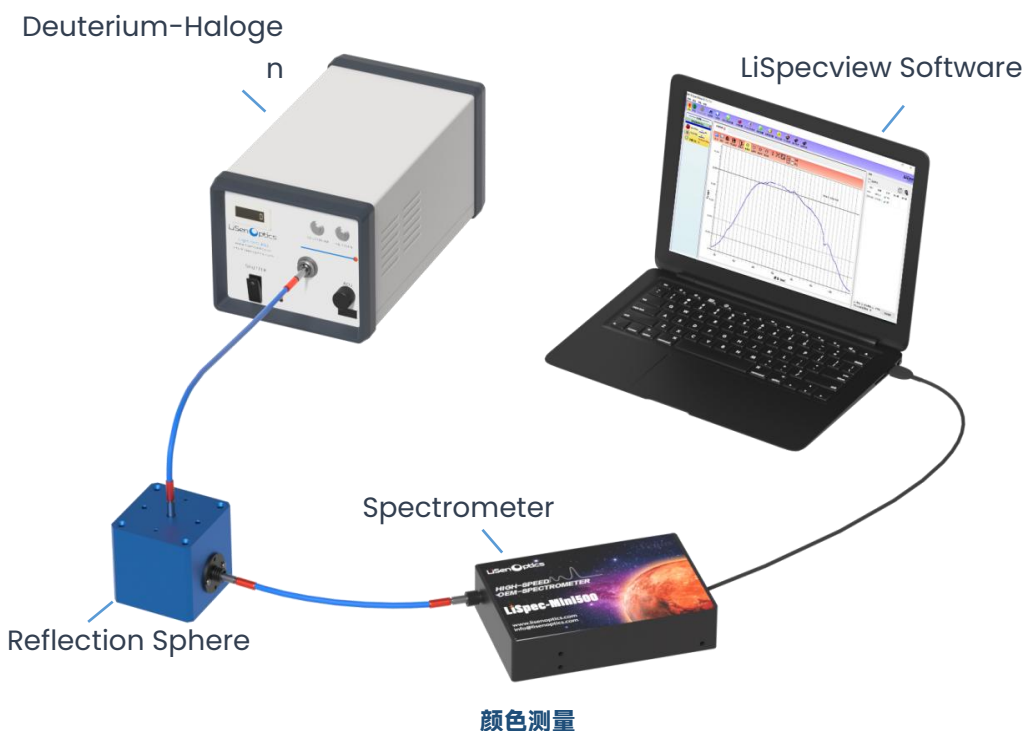 Deuterium-Haloge
n
LiSpecview Software
LiSenOptics
Spectrometer
LiSenOptics
HIGH-SPEED
OEM-SPECTROMETER
LiSpec-Mini500
www.lisenoptics.com
info@lisenoptics.com
Reflection Sphere
颜色测量